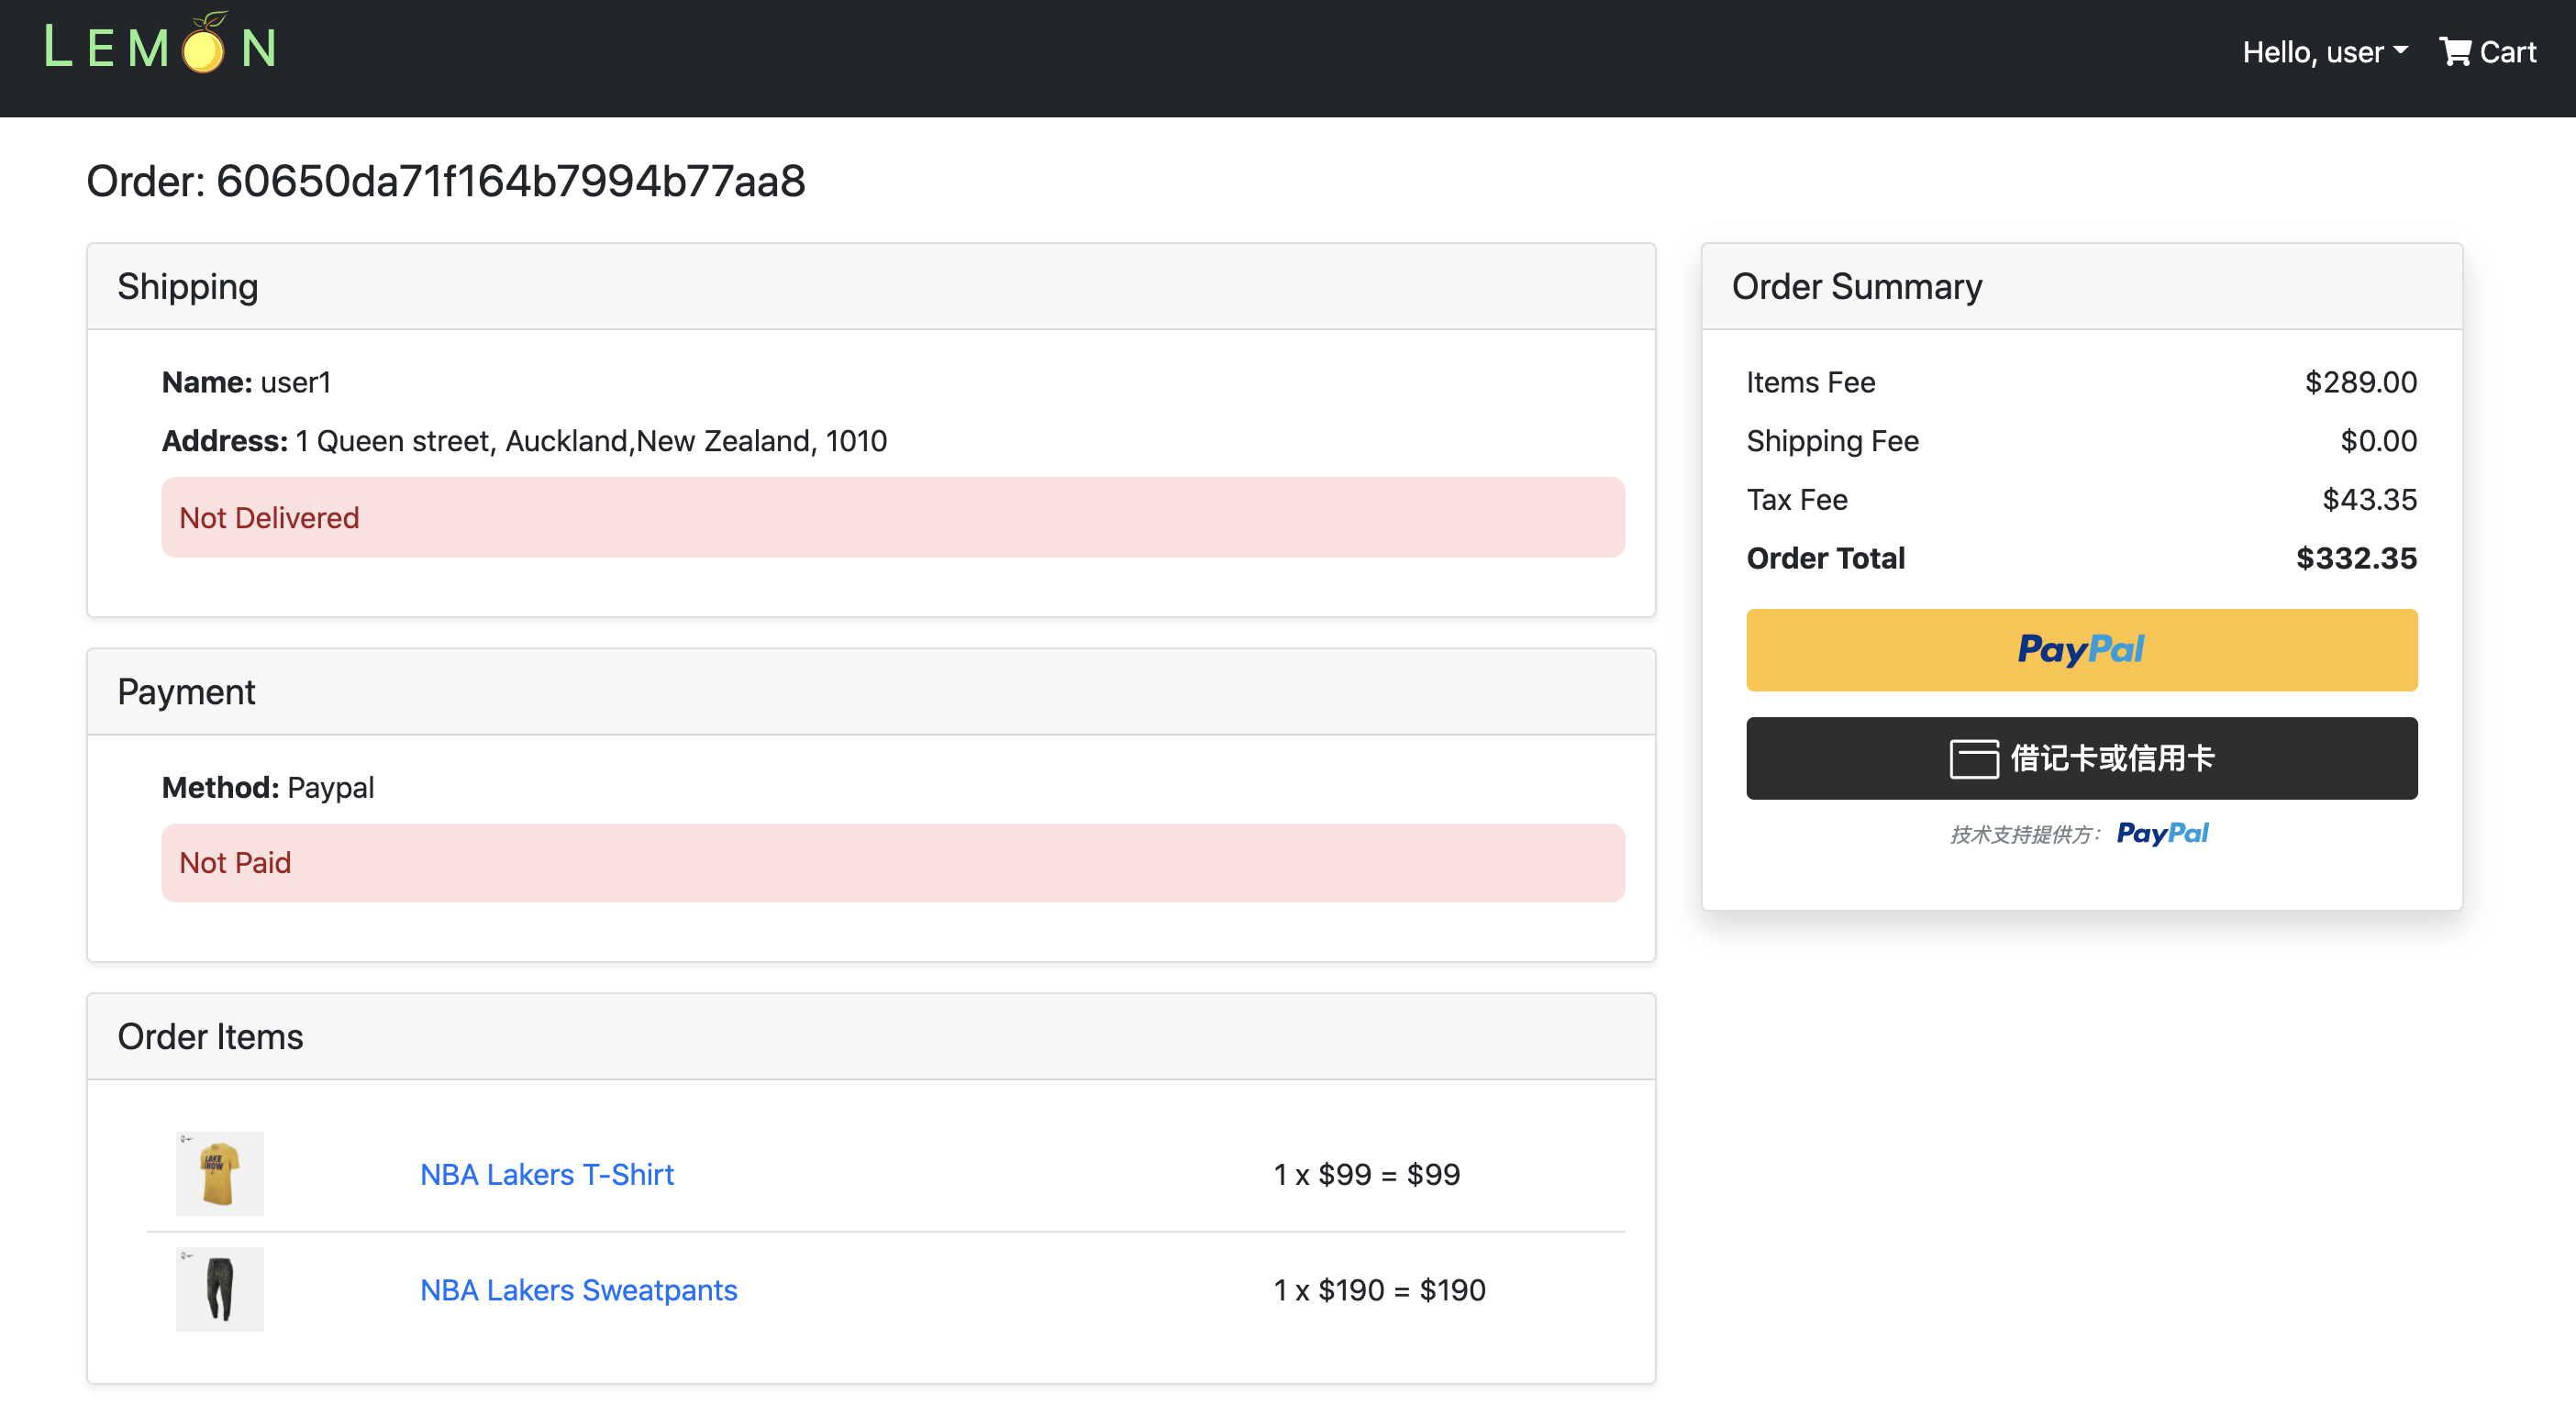 LEMON
Hello, user
Cart
Order: 60650da71f164b7994b77aa8
Shipping
Name: user1
Address: 1 Queen street, Auckland,New Zealand, 1010
Not Delivered
Payment
Method: Paypal
Not Paid
Order Items
LAKE
SHOW
NBA Lakers T-Shirt
1 x $99 = $99
NBA Lakers Sweatpants
1 x $190 = $190
Order Summary
Items Fee $289.00
Shipping Fee $0.00
Tax Fee $43.35
Order Total $332.35
PayPal
借记卡或信用卡
技术支持提供方： PayPal